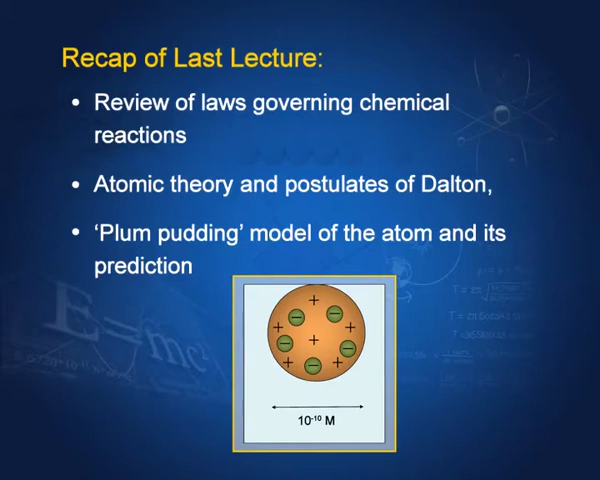 Recap of Last Lecture:
• Review of laws governing chemical
reactions
• Atomic theory and postulates of Dalton,
• ‘Plum pudding’ model of the atom and its
prediction
10⁻¹⁰ M
E=mc²